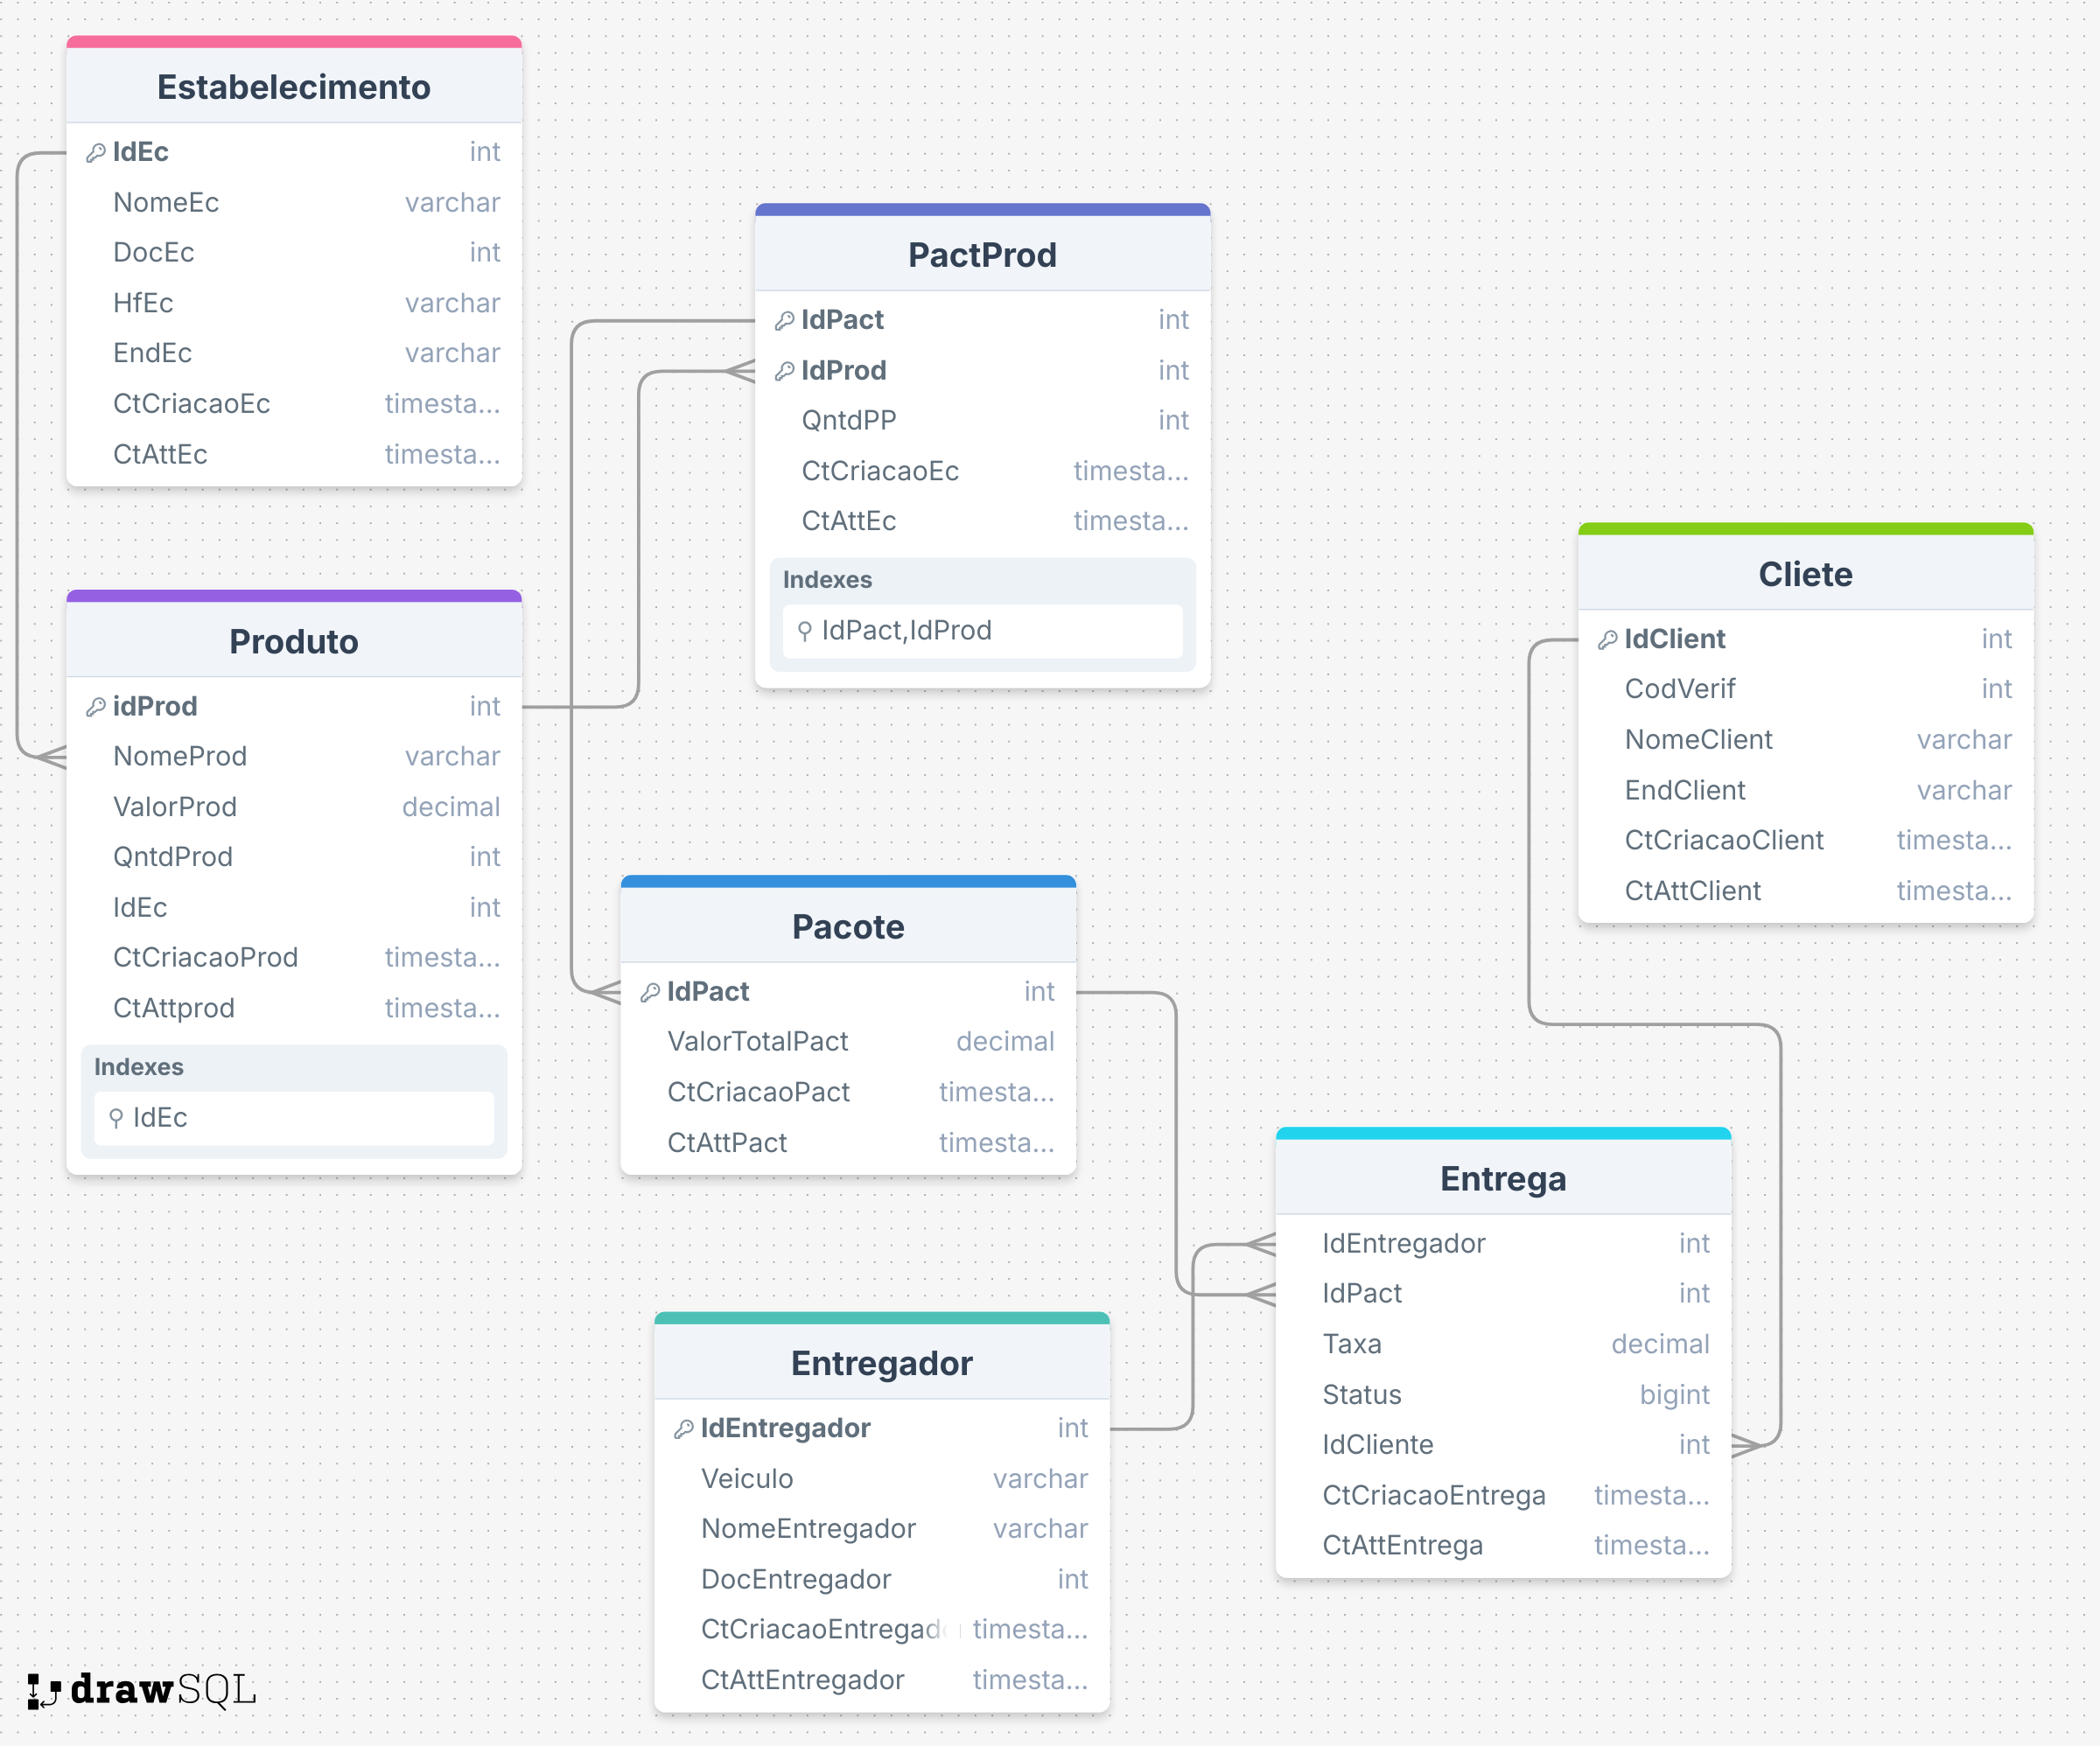 Estabelecimento
IdEc int
NomeEc varchar
DocEc int
HfEc varchar
EndEc varchar
CtCriacaoEc timesta...
CtAttEc timesta...
PactProd
IdPact int
IdProd int
QntdPP int
CtCriacaoEc timesta...
CtAttEc timesta...
Indexes
IdPact,IdProd
Cliete
IdClient int
CodVerif int
NomeClient varchar
EndClient varchar
CtCriacaoClient timesta...
CtAttClient timesta...
Produto
idProd int
NomeProd varchar
ValorProd decimal
QntdProd int
IdEc int
CtCriacaoProd timesta...
CtAttprod timesta...
Indexes
IdEc
Pacote
IdPact int
ValorTotalPact decimal
CtCriacaoPact timesta...
CtAttPact timesta...
Entrega
IdEntregador int
IdPact int
Taxa decimal
Status bigint
IdCliente int
CtCriacaoEntrega timesta...
CtAttEntrega timesta...
Entregador
IdEntregador int
Veiculo varchar
NomeEntregador varchar
DocEntregador int
CtCriacaoEntregador timesta...
CtAttEntregador timesta...
drawSQL